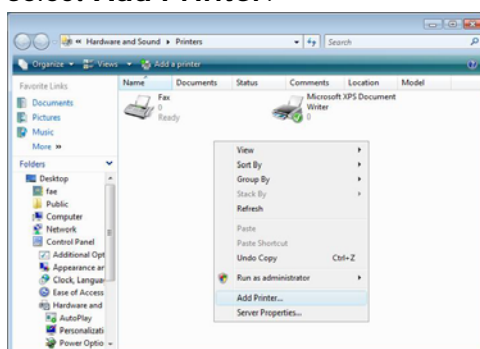 select Add Printer.
« Hardware and Sound ▸ Printers
Search
Organize
Views
Add a printer
Favorite Links
Documents
Pictures
Music
More »
Folders
Desktop
fae
Public
Computer
Network
Control Panel
Additional Opt
Appearance ar
Clock, Languag
Ease of Access
Hardware and
AutoPlay
Personalizati
Power Optio
Name Documents Status Comments Location Model
Fax
0
Ready
Microsoft XPS Document
Writer
0
View
Sort By
Group By
Stack By
Refresh
Paste
Paste Shortcut
Undo Copy Ctrl+Z
Run as administrator
Add Printer...
Server Properties...